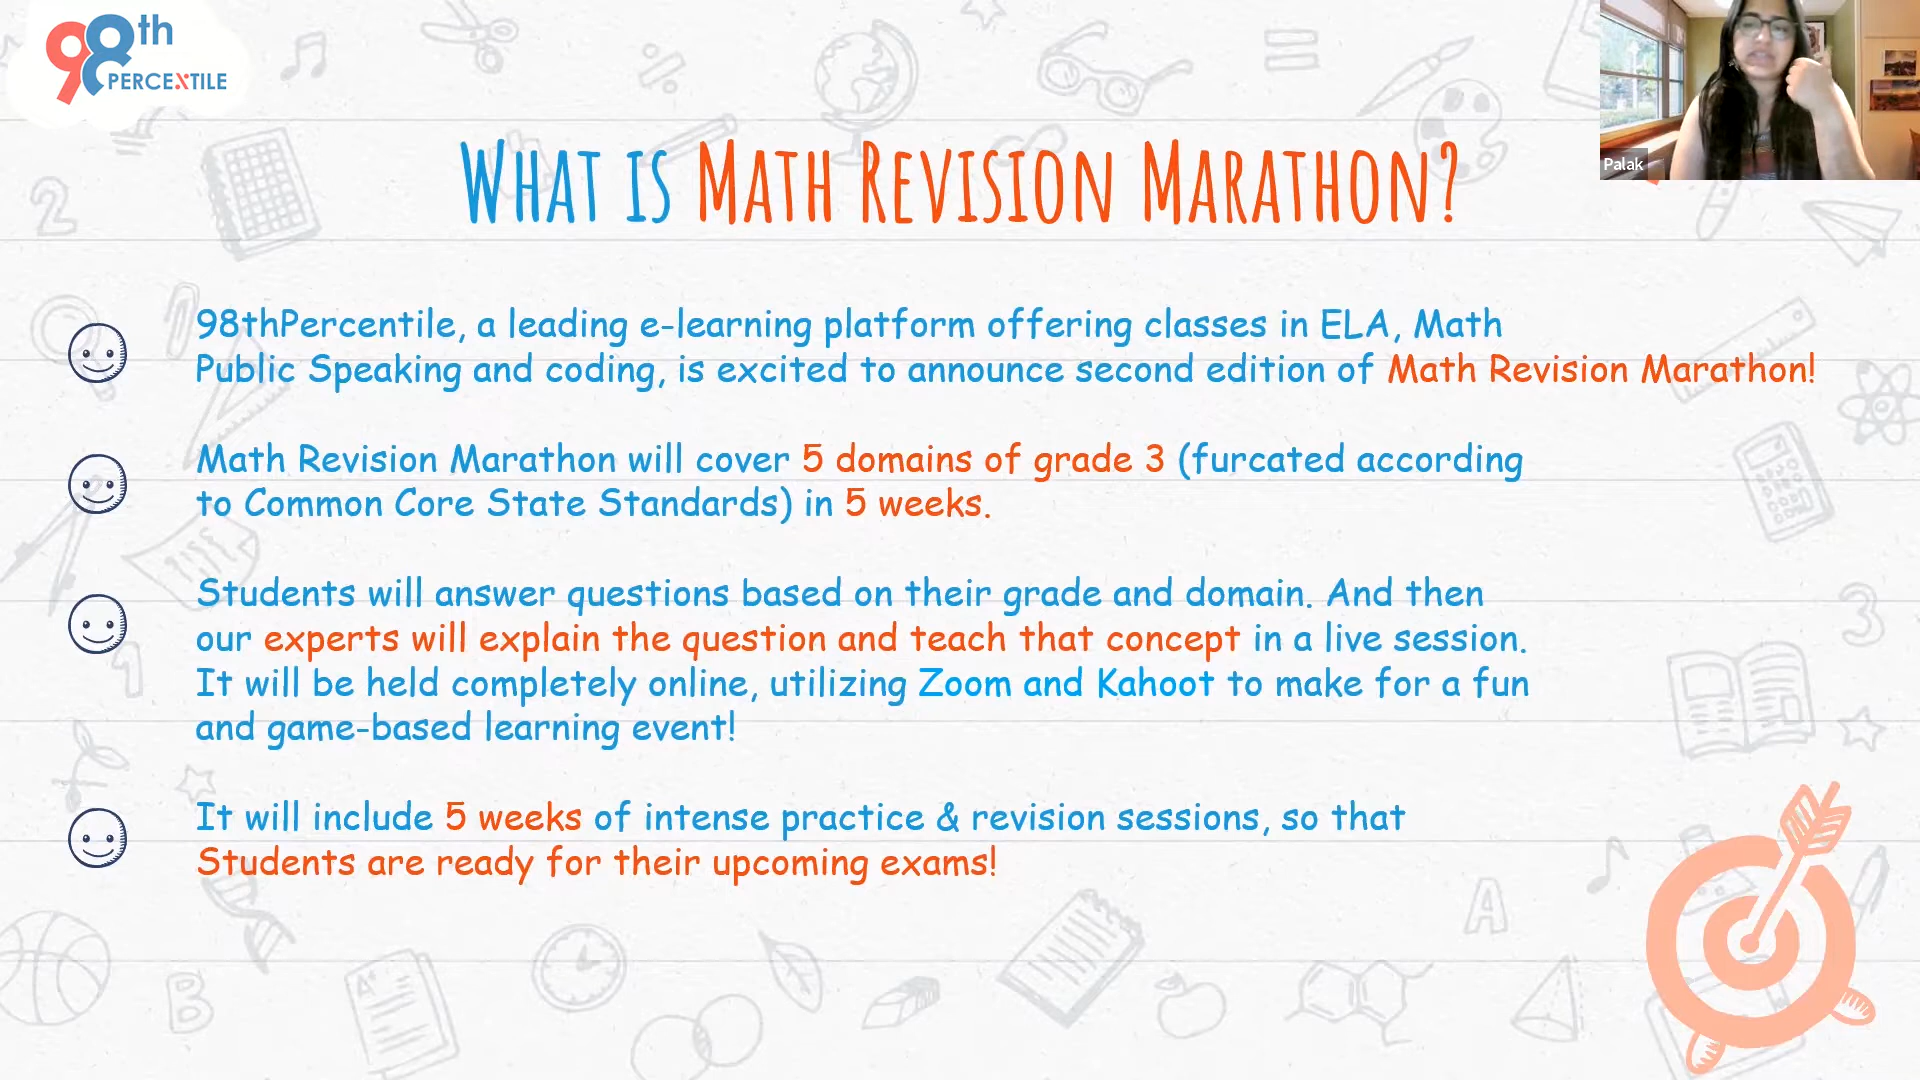 98th
PERCEXTILE
Palak
WHAT IS MATH REVISION MARATHON?
98thPercentile, a leading e-learning platform offering classes in ELA, Math
Public Speaking and coding, is excited to announce second edition of Math Revision Marathon!
Math Revision Marathon will cover 5 domains of grade 3 (furcated according
to Common Core State Standards) in 5 weeks.
Students will answer questions based on their grade and domain. And then
our experts will explain the question and teach that concept in a live session.
It will be held completely online, utilizing Zoom and Kahoot to make for a fun
and game-based learning event!
It will include 5 weeks of intense practice & revision sessions, so that
Students are ready for their upcoming exams!
2
1
3
A
B
A+